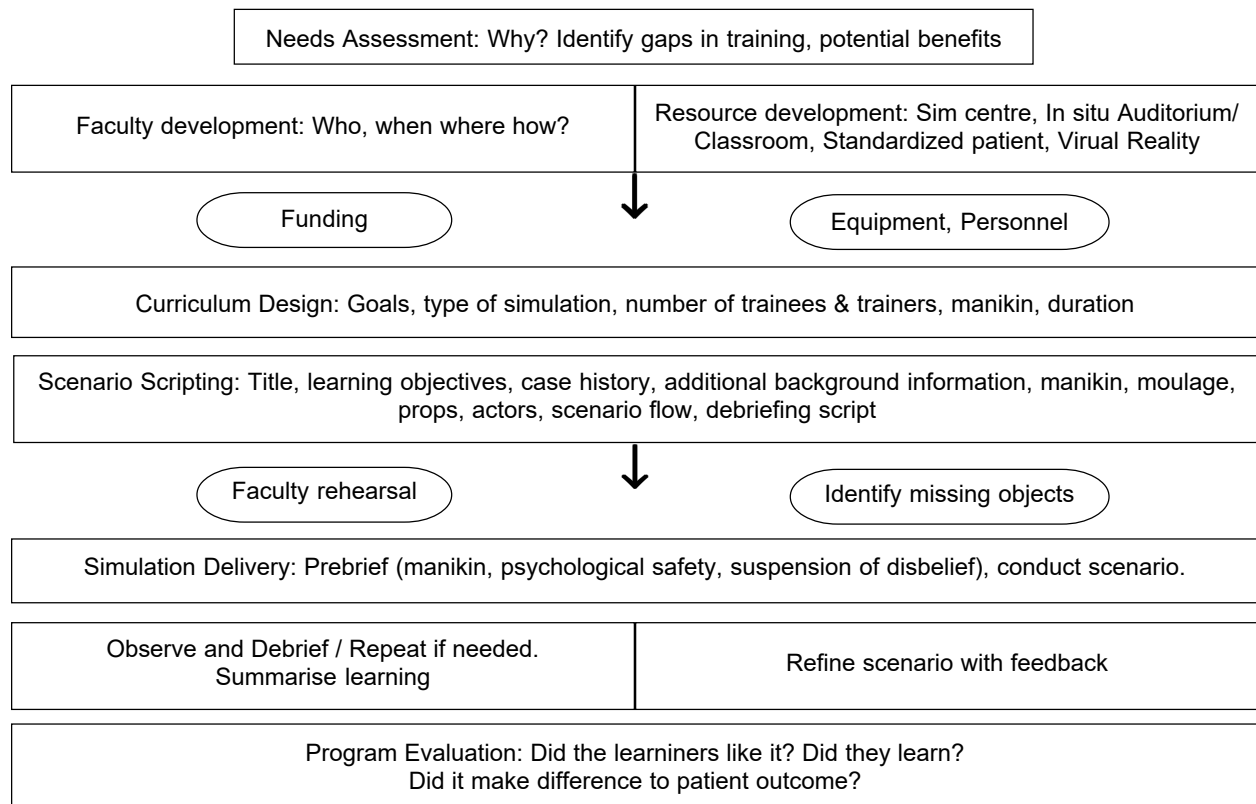 Needs Assessment: Why? Identify gaps in training, potential benefits
Faculty development: Who, when where how?
Resource development: Sim centre, In situ Auditorium/
Classroom, Standardized patient, Virual Reality
Funding
Equipment, Personnel
Curriculum Design: Goals, type of simulation, number of trainees & trainers, manikin, duration
Scenario Scripting: Title, learning objectives, case history, additional background information, manikin, moulage,
props, actors, scenario flow, debriefing script
Faculty rehearsal
Identify missing objects
Simulation Delivery: Prebrief (manikin, psychological safety, suspension of disbelief), conduct scenario.
Observe and Debrief / Repeat if needed.
Summarise learning
Refine scenario with feedback
Program Evaluation: Did the learniners like it? Did they learn?
Did it make difference to patient outcome?